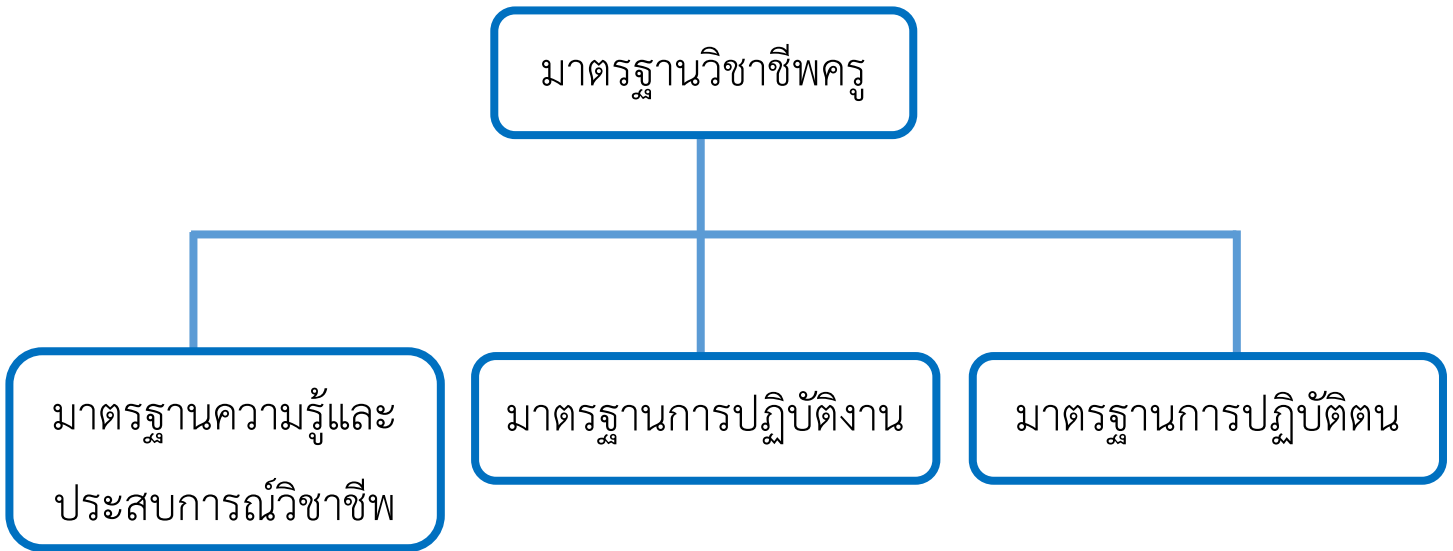 มาตรฐานวิชาชีพครู
มาตรฐานความรู้และ
ประสบการณ์วิชาชีพ
มาตรฐานการปฏิบัติงาน
มาตรฐานการปฏิบัติตน